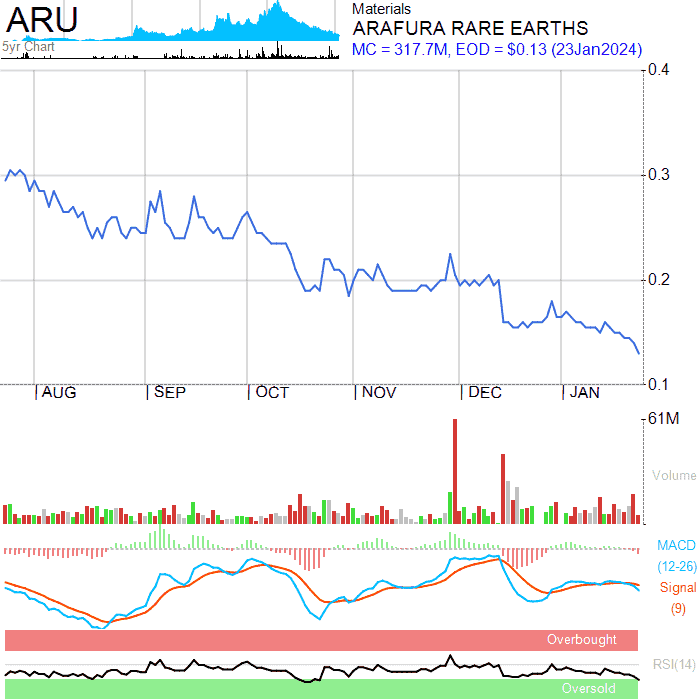 ARU
5yr Chart
Materials
ARAFURA RARE EARTHS
MC = 317.7M, EOD = $0.13 (23Jan2024)
0.4
0.3
0.2
0.1
AUG SEP OCT NOV DEC JAN
61M
Volume
MACD
(12-26)
Signal
(9)
Overbought
RSI(14)
Oversold